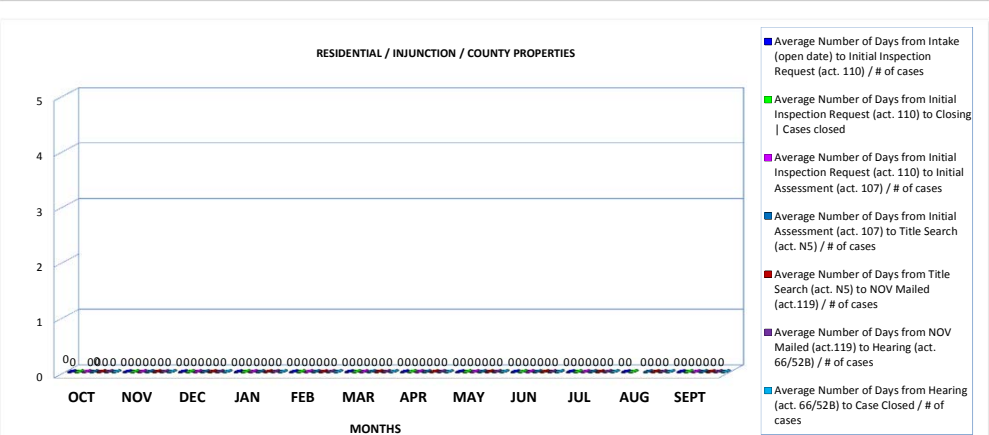 RESIDENTIAL / INJUNCTION / COUNTY PROPERTIES
5
4
3
2
1
0
0 0 0 0 0 0 0 0000000 0000000 0000000 0000000 0000000 0000000 0000000 0000000 0000000 00 0000 0000000
OCT NOV DEC JAN FEB MAR APR MAY JUN JUL AUG SEPT
MONTHS
Average Number of Days from Intake
(open date) to Initial Inspection
Request (act. 110) / # of cases
Average Number of Days from Initial
Inspection Request (act. 110) to Closing
| Cases closed
Average Number of Days from Initial
Inspection Request (act. 110) to Initial
Assessment (act. 107) / # of cases
Average Number of Days from Initial
Assessment (act. 107) to Title Search
(act. N5) / # of cases
Average Number of Days from Title
Search (act. N5) to NOV Mailed
(act.119) / # of cases
Average Number of Days from NOV
Mailed (act.119) to Hearing (act.
66/52B) / # of cases
Average Number of Days from Hearing
(act. 66/52B) to Case Closed / # of
cases